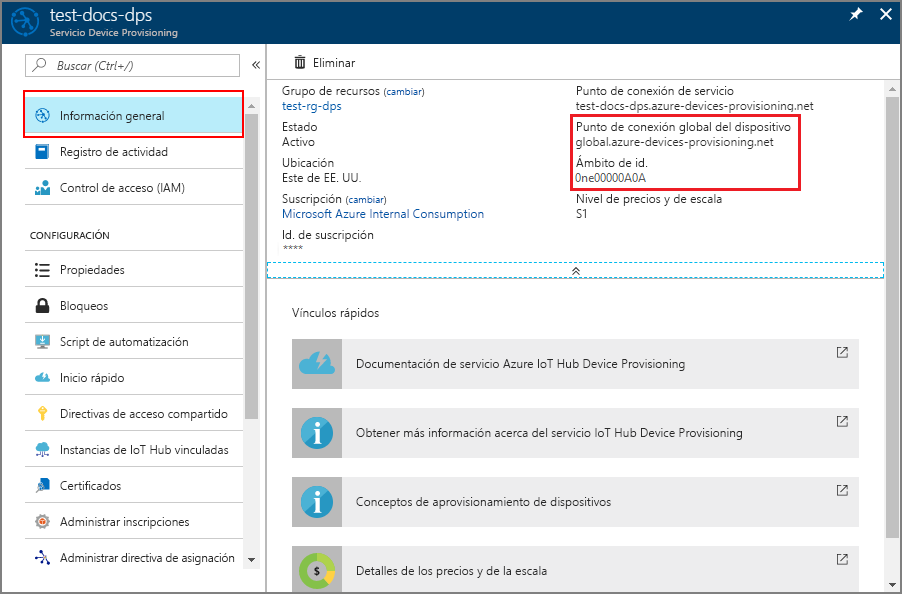 test-docs-dps
Servicio Device Provisioning
Buscar (Ctrl+/)
Información general
Registro de actividad
Control de acceso (IAM)
CONFIGURACIÓN
Propiedades
Bloqueos
Script de automatización
Inicio rápido
Directivas de acceso compartido
Instancias de IoT Hub vinculadas
Certificados
Administrar inscripciones
Administrar directiva de asignación
Eliminar
Grupo de recursos (cambiar)
test-rg-dps
Estado
Activo
Ubicación
Este de EE. UU.
Suscripción (cambiar)
Microsoft Azure Internal Consumption
Id. de suscripción
****
Punto de conexión de servicio
test-docs-dps.azure-devices-provisioning.net
Punto de conexión global del dispositivo
global.azure-devices-provisioning.net
Ámbito de id.
0ne00000A0A
Nivel de precios y de escala
S1
Vínculos rápidos
Documentación de servicio Azure IoT Hub Device Provisioning
Obtener más información acerca del servicio IoT Hub Device Provisioning
Conceptos de aprovisionamiento de dispositivos
Detalles de los precios y de la escala